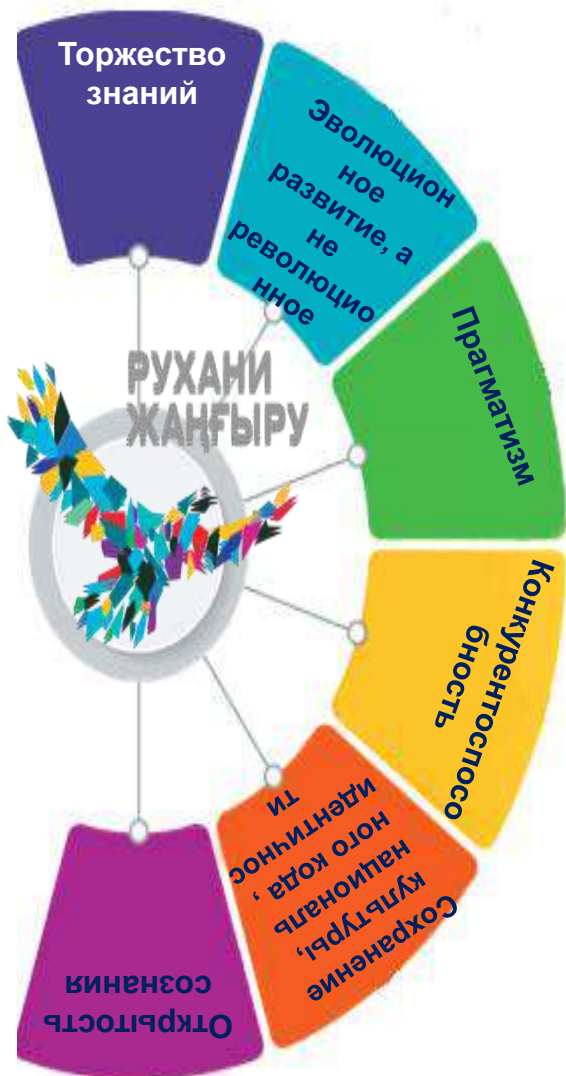 Торжество
знаний
Эволюцион
ное
развитие, а
не
революцио
нное
Прагматизм
РУХАНИ
ЖАҢҒЫРУ
Конкурентоспосо
бность
Сохранение
культуры,
националь
ного кода ,
идентичнос
ти
Открытость
сознания